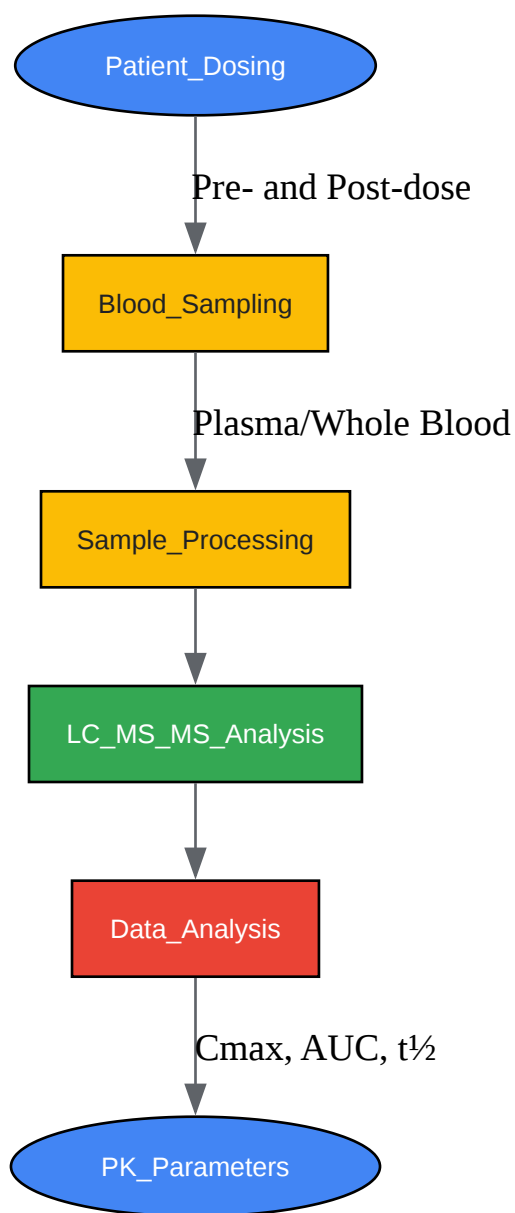 Patient_Dosing
Pre- and Post-dose
Blood_Sampling
Plasma/Whole Blood
Sample_Processing
LC_MS_MS_Analysis
Data_Analysis
Cmax, AUC, t½
PK_Parameters